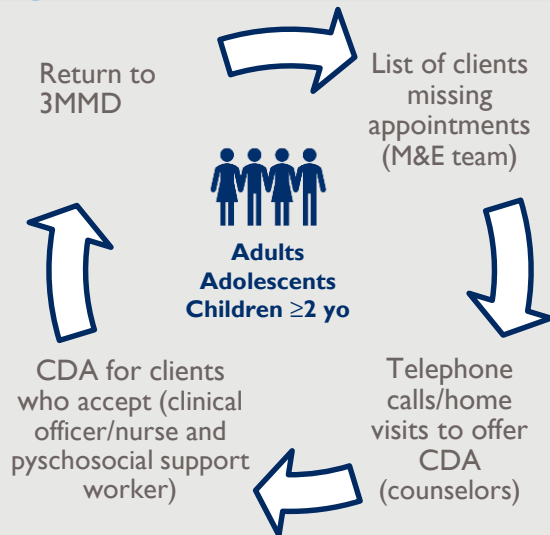 Return to
3MMD
List of clients
missing
appointments
(M&E team)
Adults
Adolescents
Children ≥2 yo
Telephone
calls/home
visits to offer
CDA
(counselors)
CDA for clients
who accept (clinical
officer/nurse and
pyschosocial support
worker)